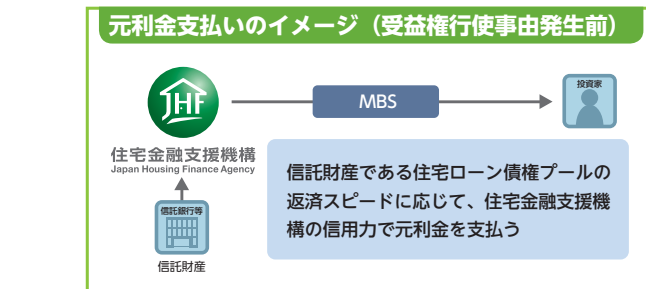 元利金支払いのイメージ（受益権行使事由発生前）
JHF
MBS
投資家
住宅金融支援機構
Japan Housing Finance Agency
信託財産である住宅ローン債権プールの
返済スピードに応じて、住宅金融支援機
構の信用力で元利金を支払う
信託銀行等
信託財産